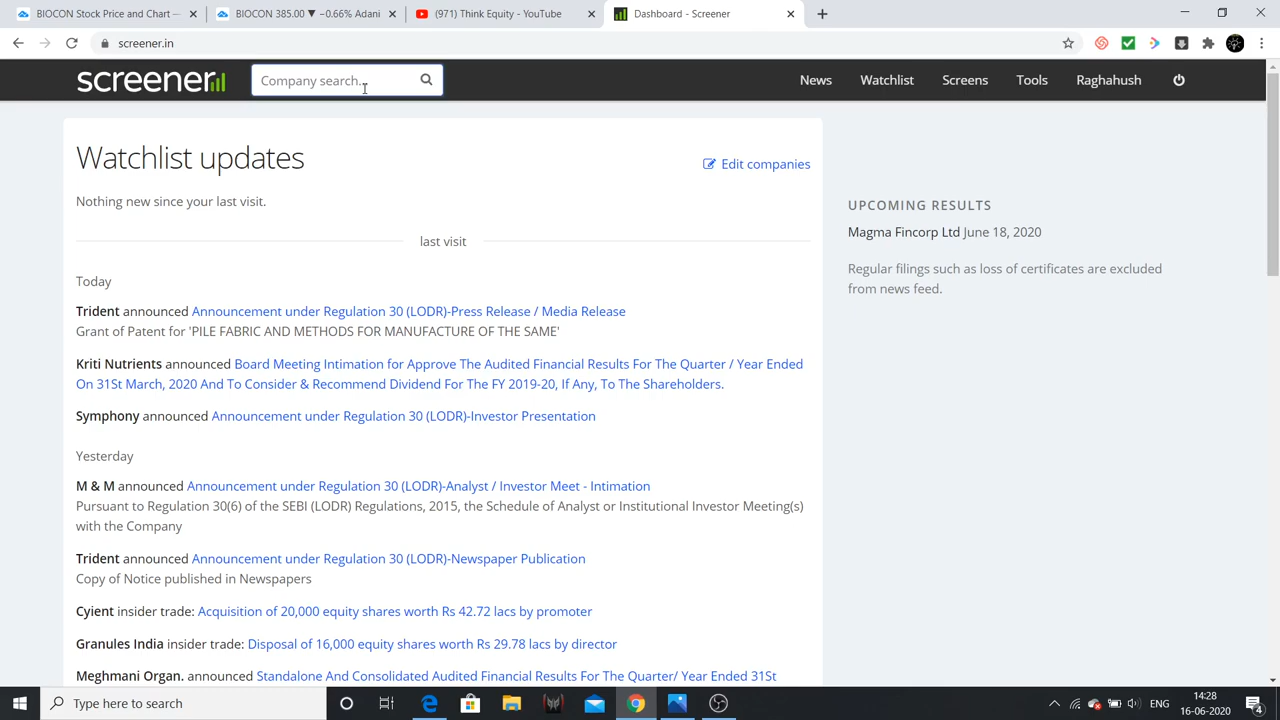 BIOCON Stock Price and Chart —
BIOCON 385.00 ▼ −0.66% Adani
(971) Think Equity - YouTube
Dashboard - Screener
screener.in
screener
Company search...
News
Watchlist
Screens
Tools
Raghahush
Watchlist updates
Edit companies
Nothing new since your last visit.
last visit
Today
Trident announced Announcement under Regulation 30 (LODR)-Press Release / Media Release
Grant of Patent for 'PILE FABRIC AND METHODS FOR MANUFACTURE OF THE SAME'
Kriti Nutrients announced Board Meeting Intimation for Approve The Audited Financial Results For The Quarter / Year Ended
On 31St March, 2020 And To Consider & Recommend Dividend For The FY 2019-20, If Any, To The Shareholders.
Symphony announced Announcement under Regulation 30 (LODR)-Investor Presentation
Yesterday
M & M announced Announcement under Regulation 30 (LODR)-Analyst / Investor Meet - Intimation
Pursuant to Regulation 30(6) of the SEBI (LODR) Regulations, 2015, the Schedule of Analyst or Institutional Investor Meeting(s)
with the Company
Trident announced Announcement under Regulation 30 (LODR)-Newspaper Publication
Copy of Notice published in Newspapers
Cyient insider trade: Acquisition of 20,000 equity shares worth Rs 42.72 lacs by promoter
Granules India insider trade: Disposal of 16,000 equity shares worth Rs 29.78 lacs by director
Meghmani Organ. announced Standalone And Consolidated Audited Financial Results For The Quarter/ Year Ended 31St
UPCOMING RESULTS
Magma Fincorp Ltd June 18, 2020
Regular filings such as loss of certificates are excluded
from news feed.
Type here to search
14:28
16-06-2020
4